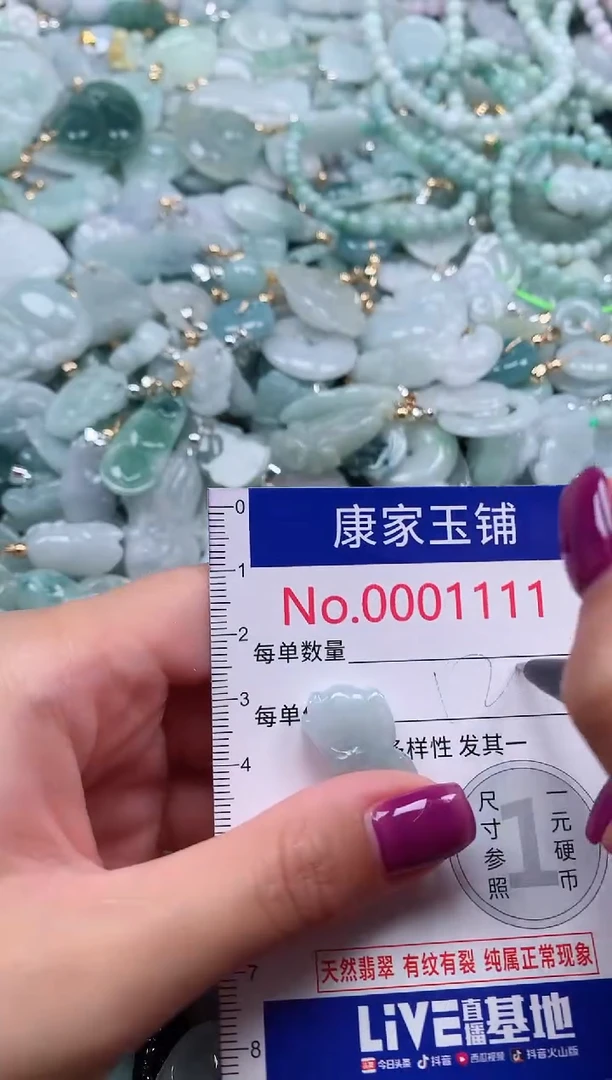 0
康家玉铺
1
No.0001111
2
每单数量
3
每单
4
样性 发其一
尺寸参照
1
一元硬币
天然翡翠 有纹有裂 纯属正常现象
7
LiVE直播基地
8
今日头条 抖音 西瓜视频 抖音火山版